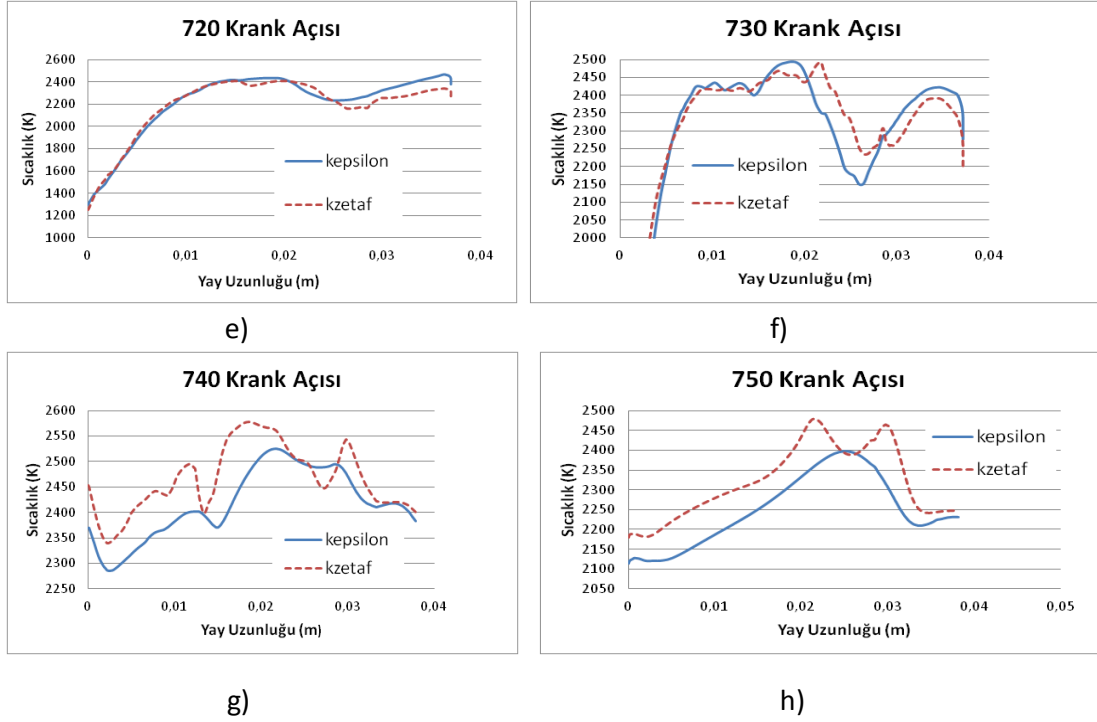 720 Krank Açısı
2600
2400
2200
2000
1800
1600
1400
1200
1000
Sıcaklık (K)
kepsilon
kzetaf
0 0,01 0,02 0,03 0,04
Yay Uzunluğu (m)
e)
730 Krank Açısı
2500
2450
2400
2350
2300
2250
2200
2150
2100
2050
2000
Sıcaklık (K)
kepsilon
kzetaf
0 0,01 0,02 0,03 0,04
Yay Uzunluğu (m)
f)
740 Krank Açısı
2600
2550
2500
2450
2400
2350
2300
2250
Sıcaklık (K)
kepsilon
kzetaf
0 0,01 0,02 0,03 0,04
Yay Uzunluğu (m)
g)
750 Krank Açısı
2500
2450
2400
2350
2300
2250
2200
2150
2100
2050
Sıcaklık (K)
kepsilon
kzetaf
0 0,01 0,02 0,03 0,04 0,05
Yay Uzunluğu (m)
h)